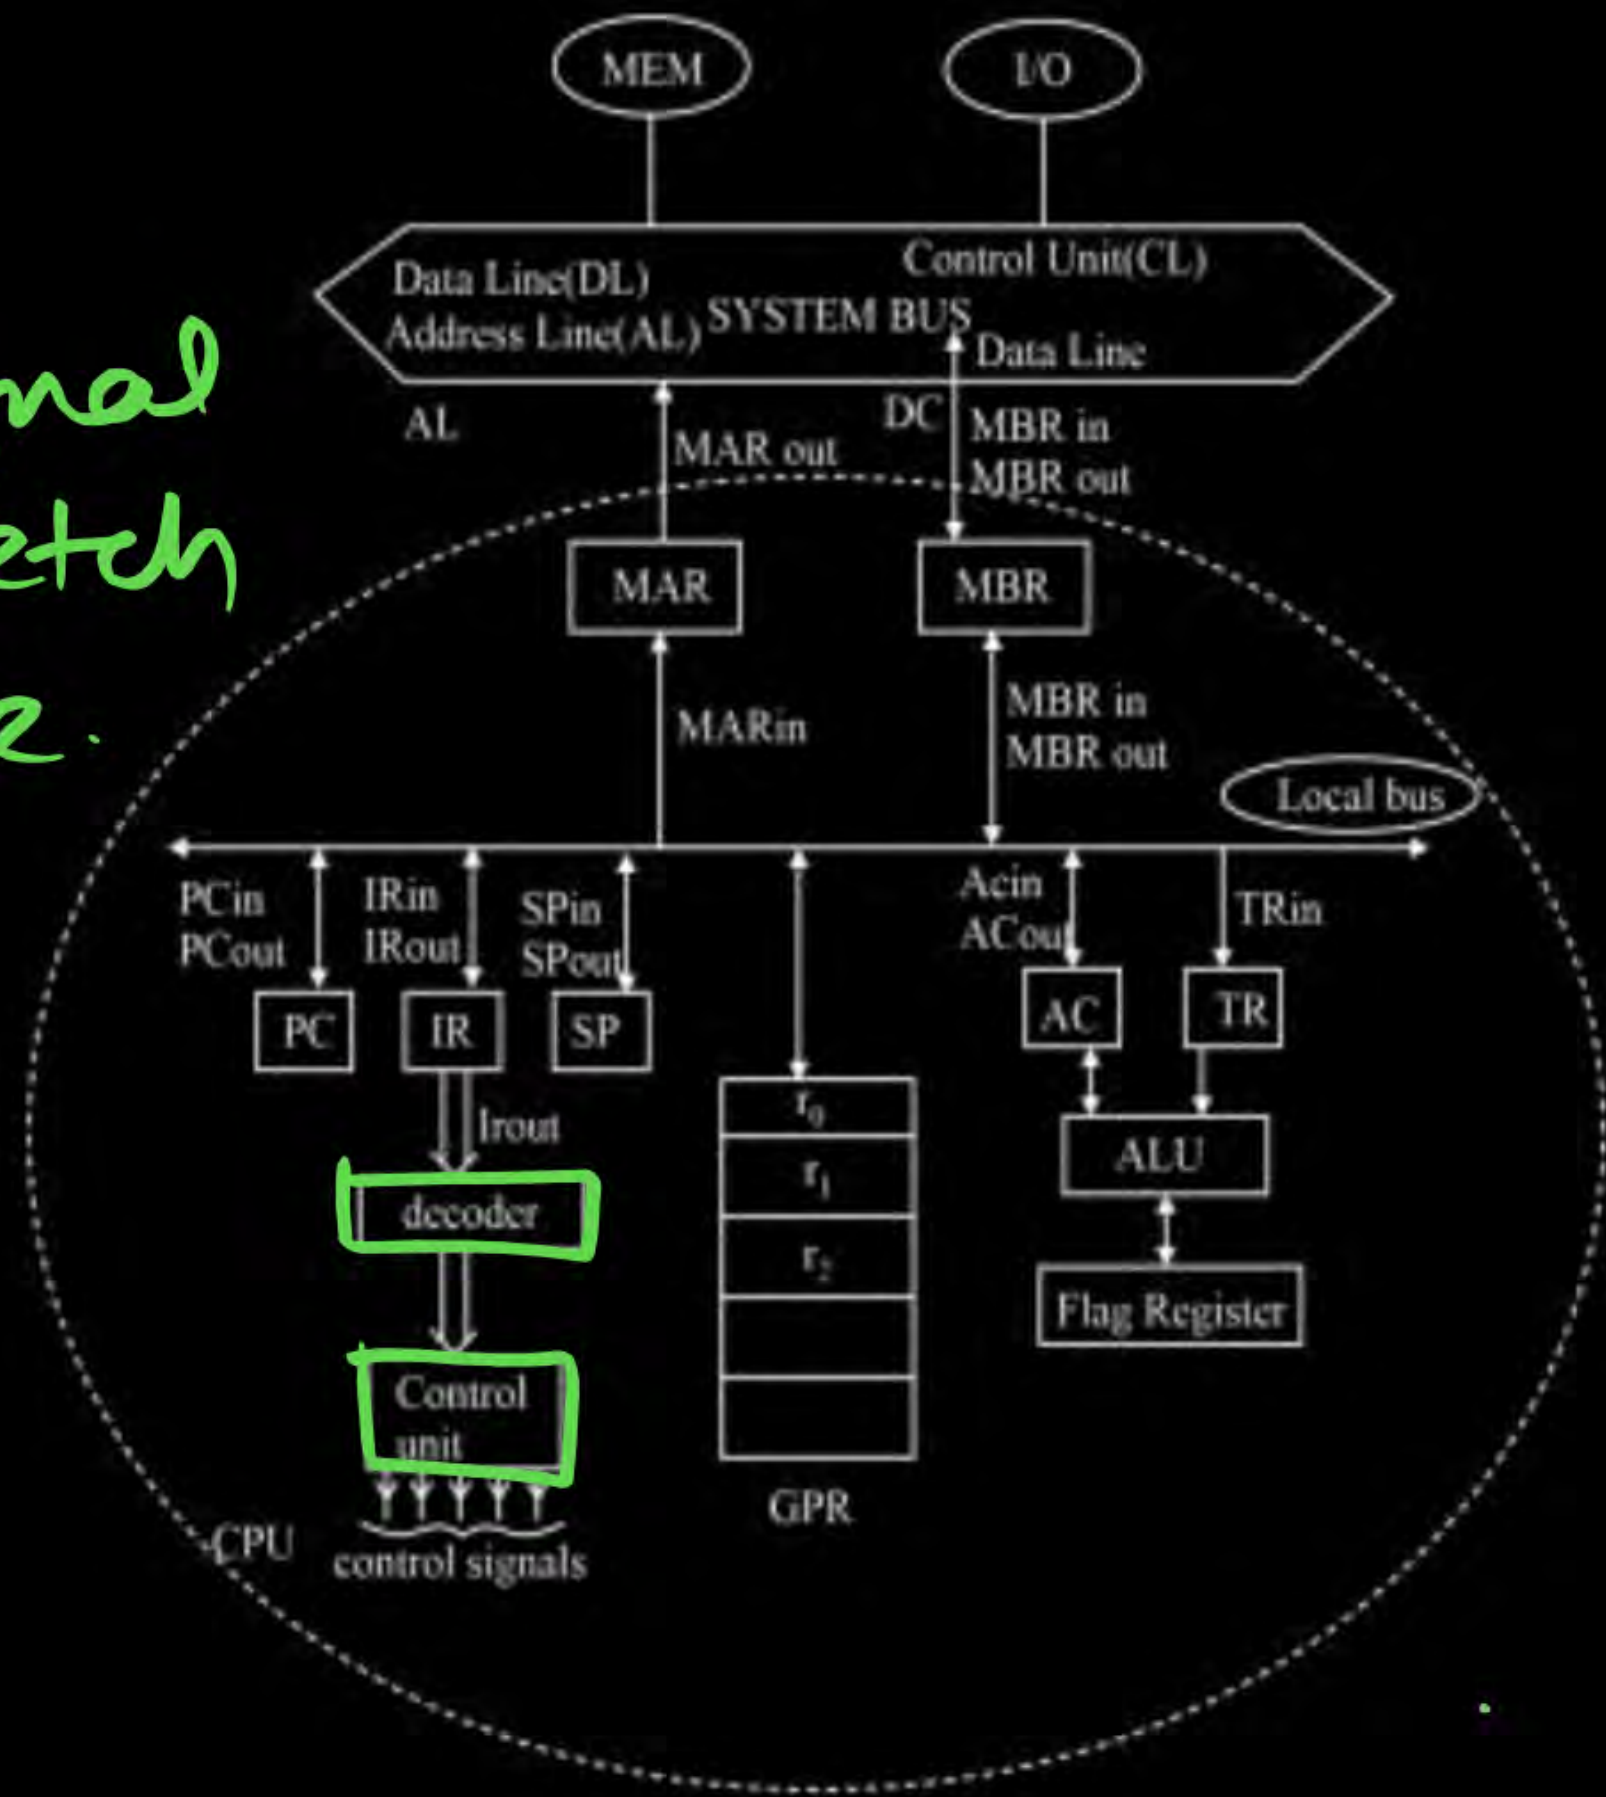 MEM
I/O
Control Unit(CL)
Data Line(DL)
SYSTEM BUS
Address Line(AL)
Data Line
AL
DC
MBR in
MAR out
MBR out
MAR
MBR
MBR in
MARin
MBR out
Local bus
PCin
PCout
IRin
IRout
SPin
SPout
Acin
ACout
TRin
PC
IR
SP
AC
TR
Irout
r0
ALU
r1
decoder
r2
Flag Register
Control
unit
GPR
CPU
control signals